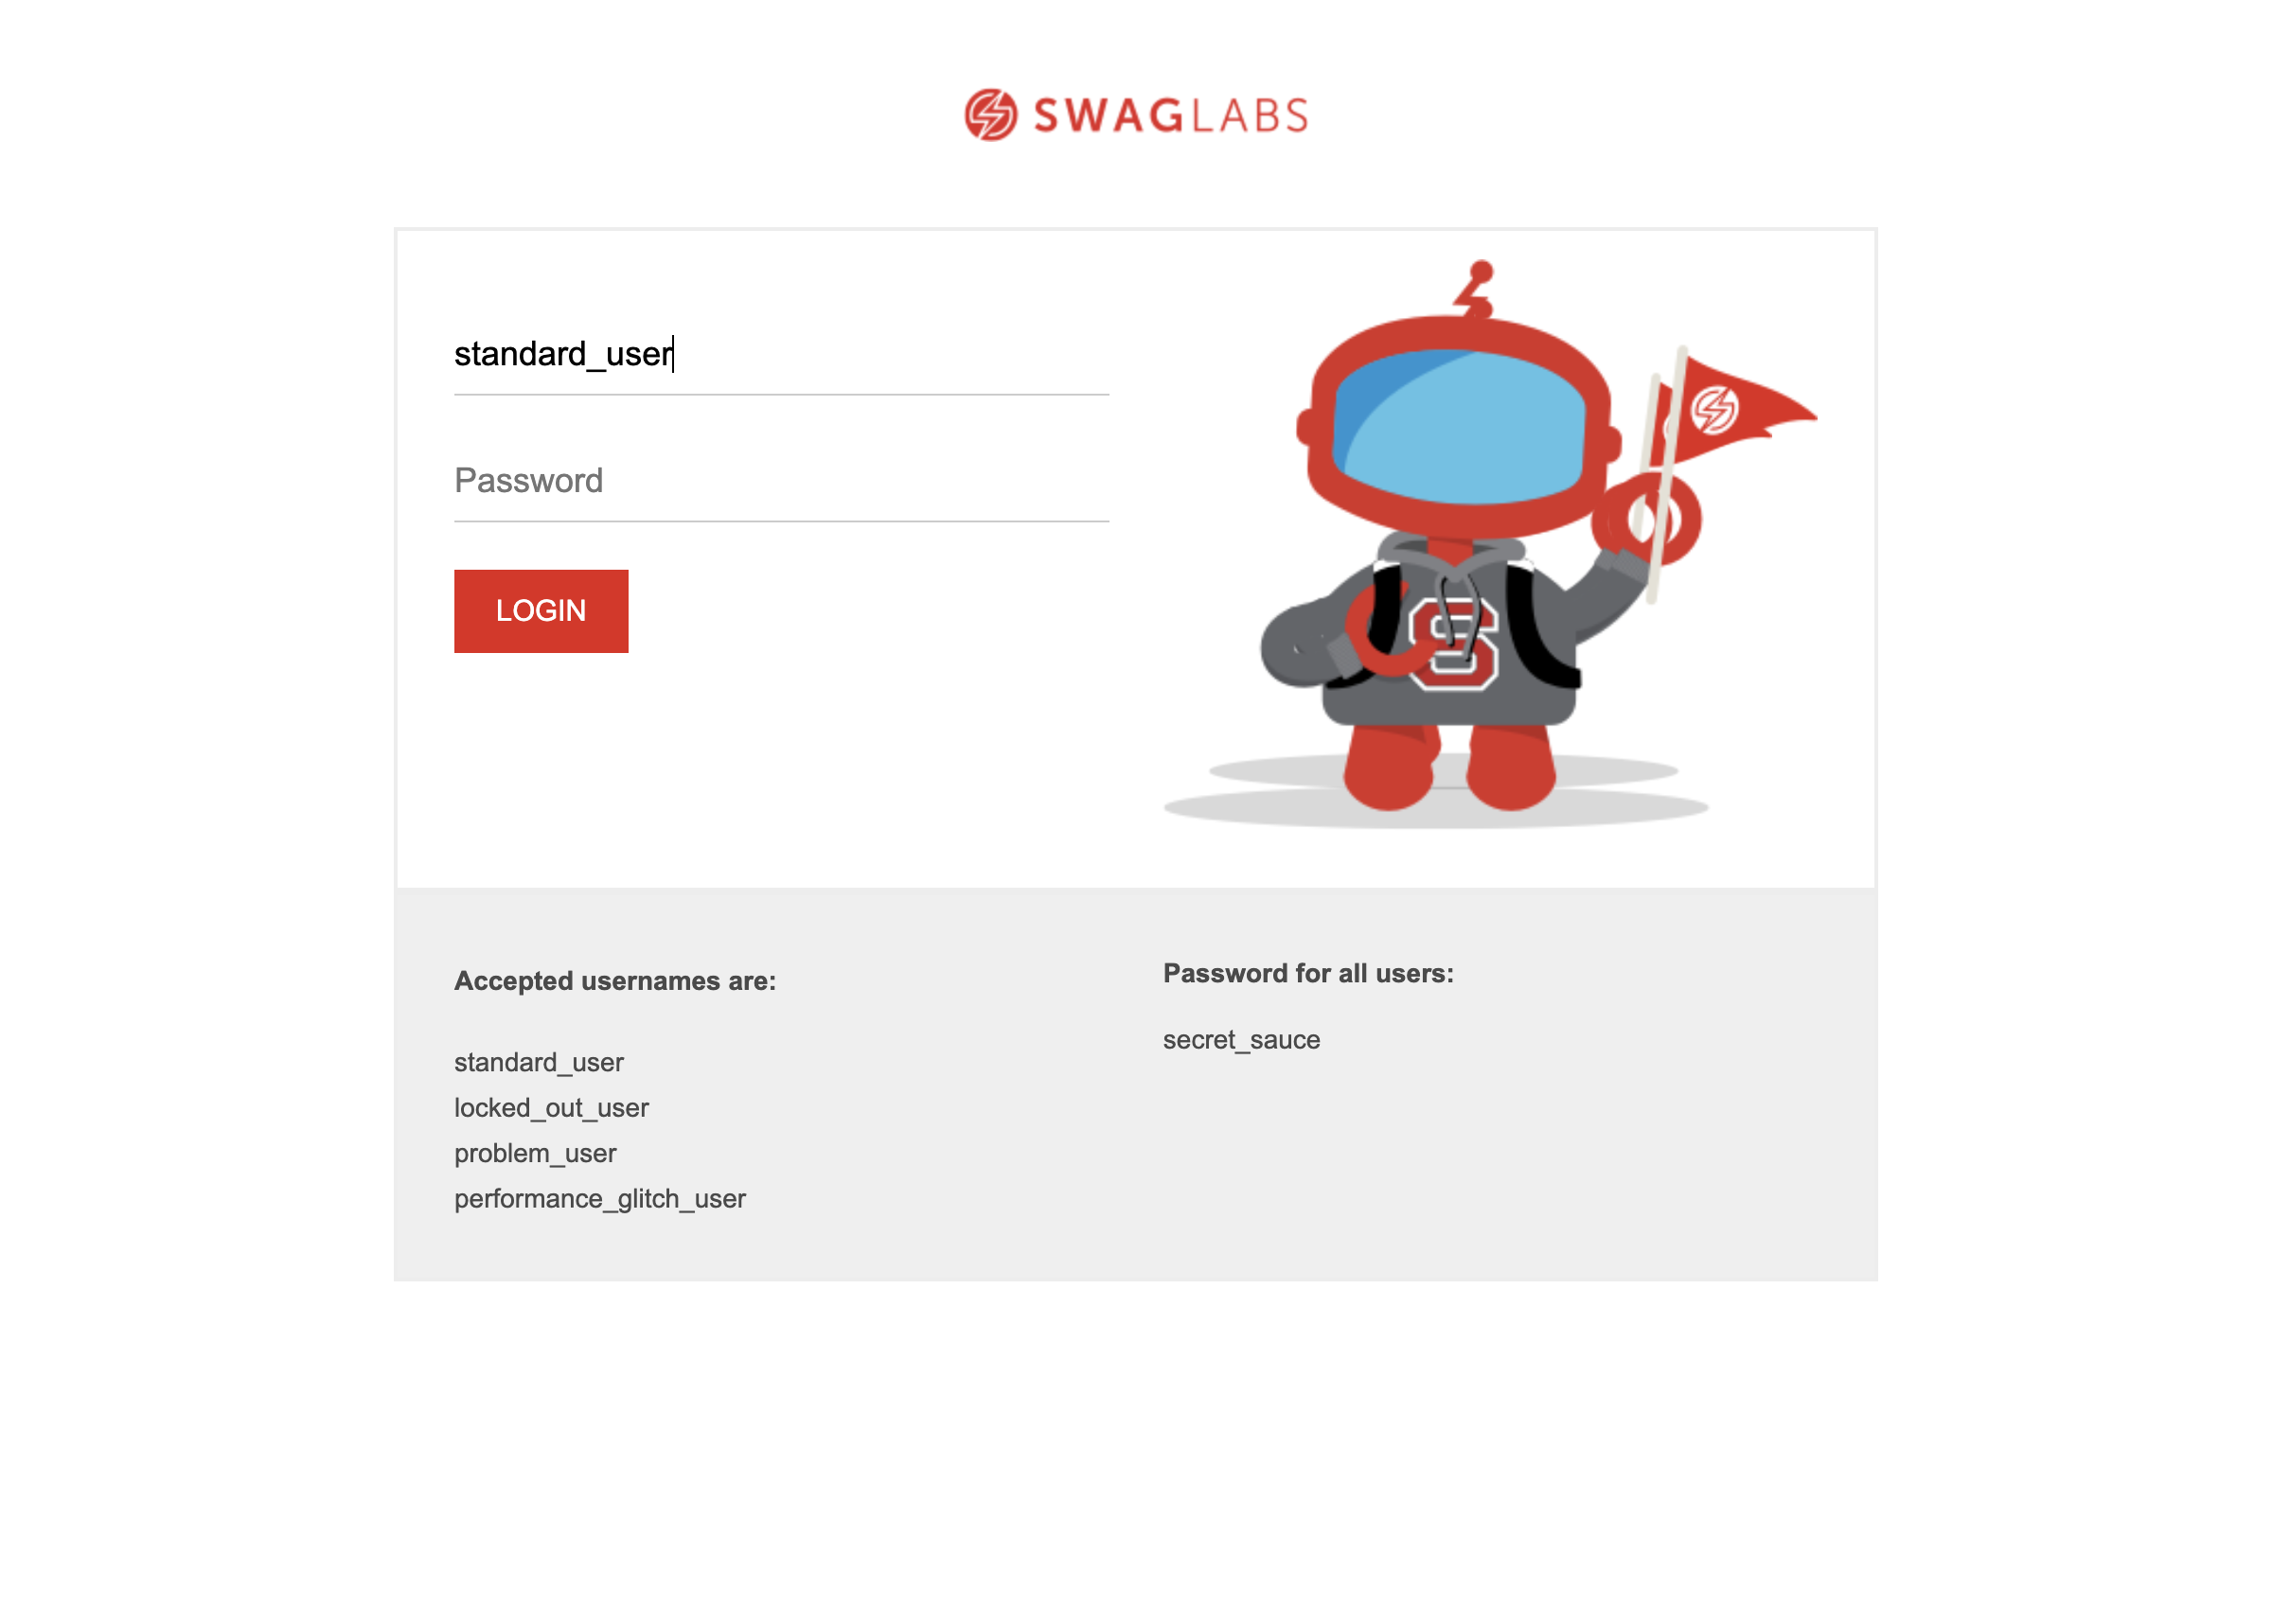 SWAGLABS
standard_user
Password
LOGIN
S
Accepted usernames are:
standard_user
locked_out_user
problem_user
performance_glitch_user
Password for all users:
secret_sauce